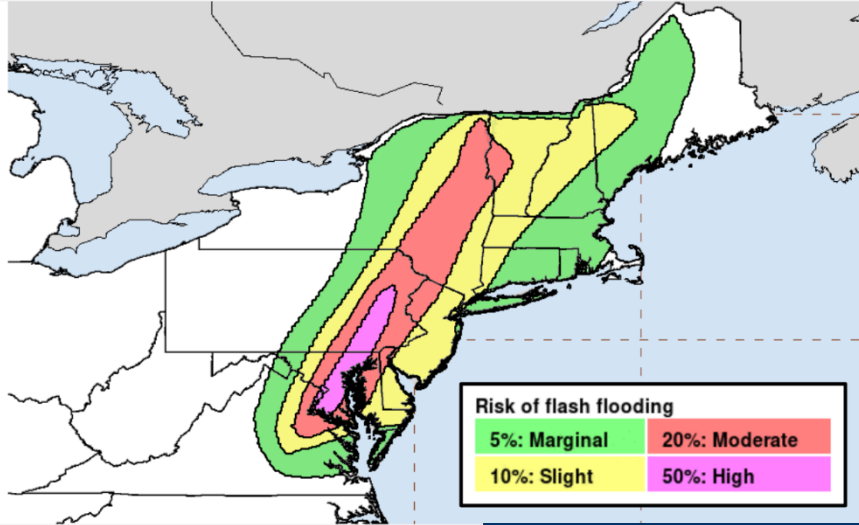 Risk of flash flooding
5%: Marginal 20%: Moderate
10%: Slight 50%: High